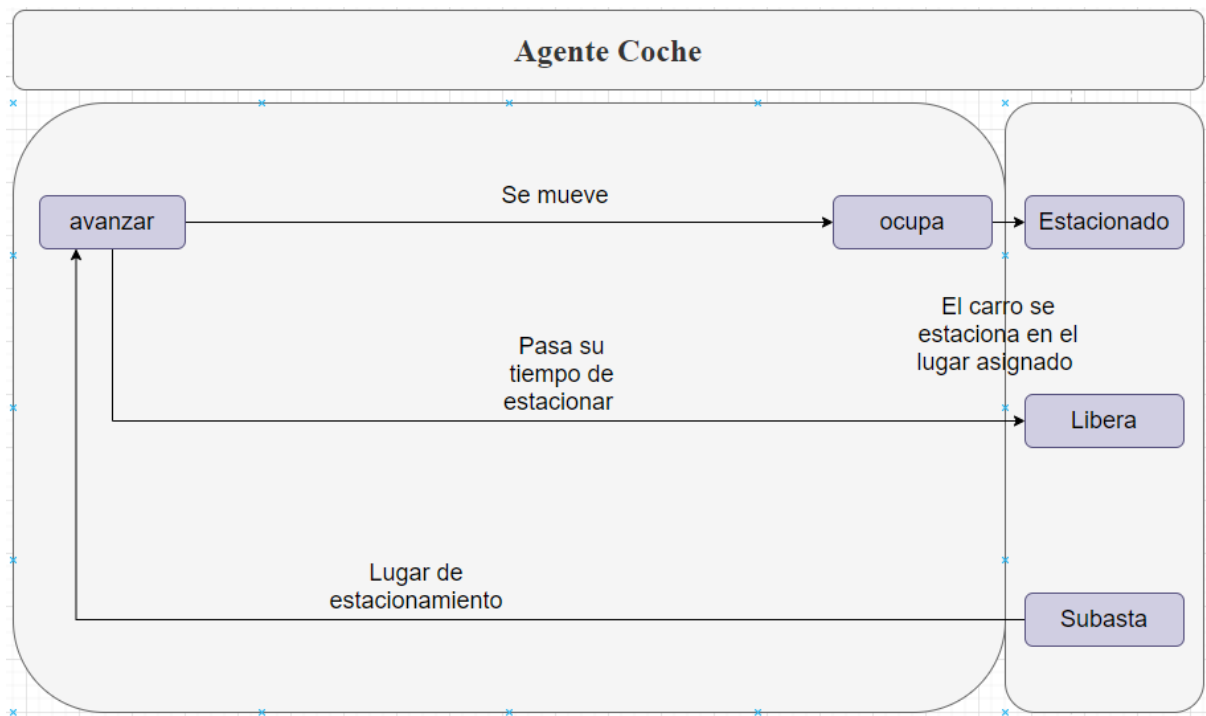 Agente Coche
Se mueve
avanzar
ocupa
Estacionado
El carro se
estaciona en el
lugar asignado
Pasa su
tiempo de
estacionar
Libera
Lugar de
estacionamiento
Subasta